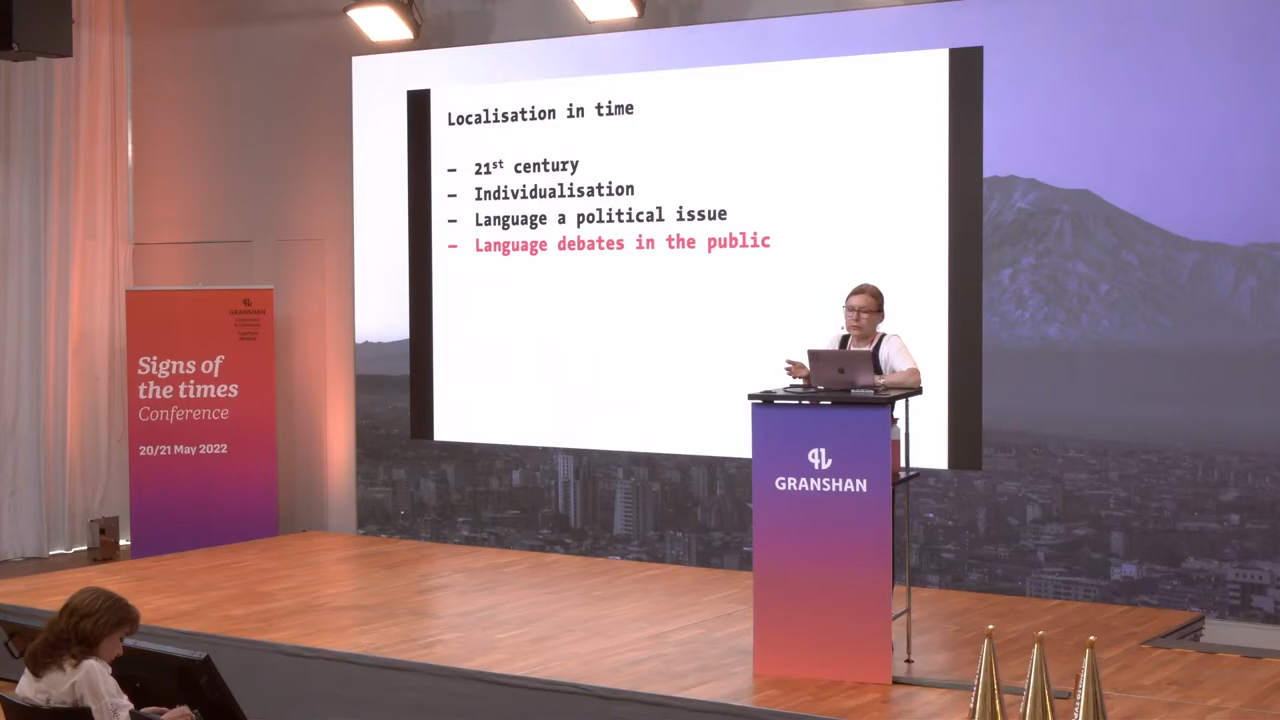 Localisation in time
– 21st century
– Individualisation
– Language a political issue
– Language debates in the public
GRANSHAN
Signs of
the times
Conference
20/21 May 2022
GRANSHAN